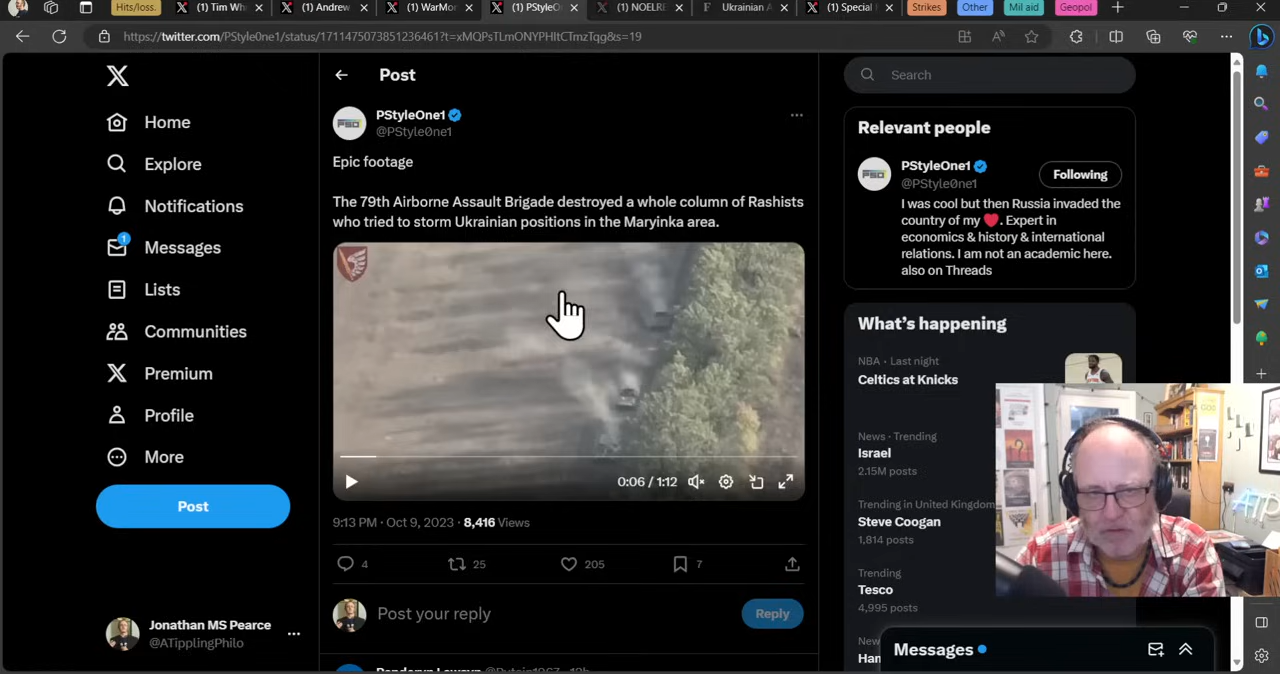 Hits/loss.
(1) Tim Wh
(1) Andrew
(1) WarMon
(1) PStyleO
(1) NOELRE
Ukrainian A
(1) Special
Strikes
Other
Mil aid
Geopol
https://twitter.com/PStyle0ne1/status/1711475073851236461?t=xMQPsTLmONYPHltCTmzTqg&s=19
Post
Search
Home
Explore
Notifications
1
Messages
Lists
Communities
Premium
Profile
More
Post
Jonathan MS Pearce
@ATipplingPhilo
PStyleOne1
@PStyle0ne1
Epic footage
The 79th Airborne Assault Brigade destroyed a whole column of Rashists
who tried to storm Ukrainian positions in the Maryinka area.
0:06 / 1:12
9:13 PM · Oct 9, 2023 · 8,416 Views
4
25
205
7
Post your reply
Reply
Relevant people
PStyleOne1
@PStyle0ne1
Following
I was cool but then Russia invaded the
country of my ❤️. Expert in
economics & history & international
relations. I am not an academic here.
also on Threads
What's happening
NBA · Last night
Celtics at Knicks
News · Trending
Israel
2.15M posts
Trending in United Kingdom
Steve Coogan
1,814 posts
Trending
Tesco
4,995 posts
Messages